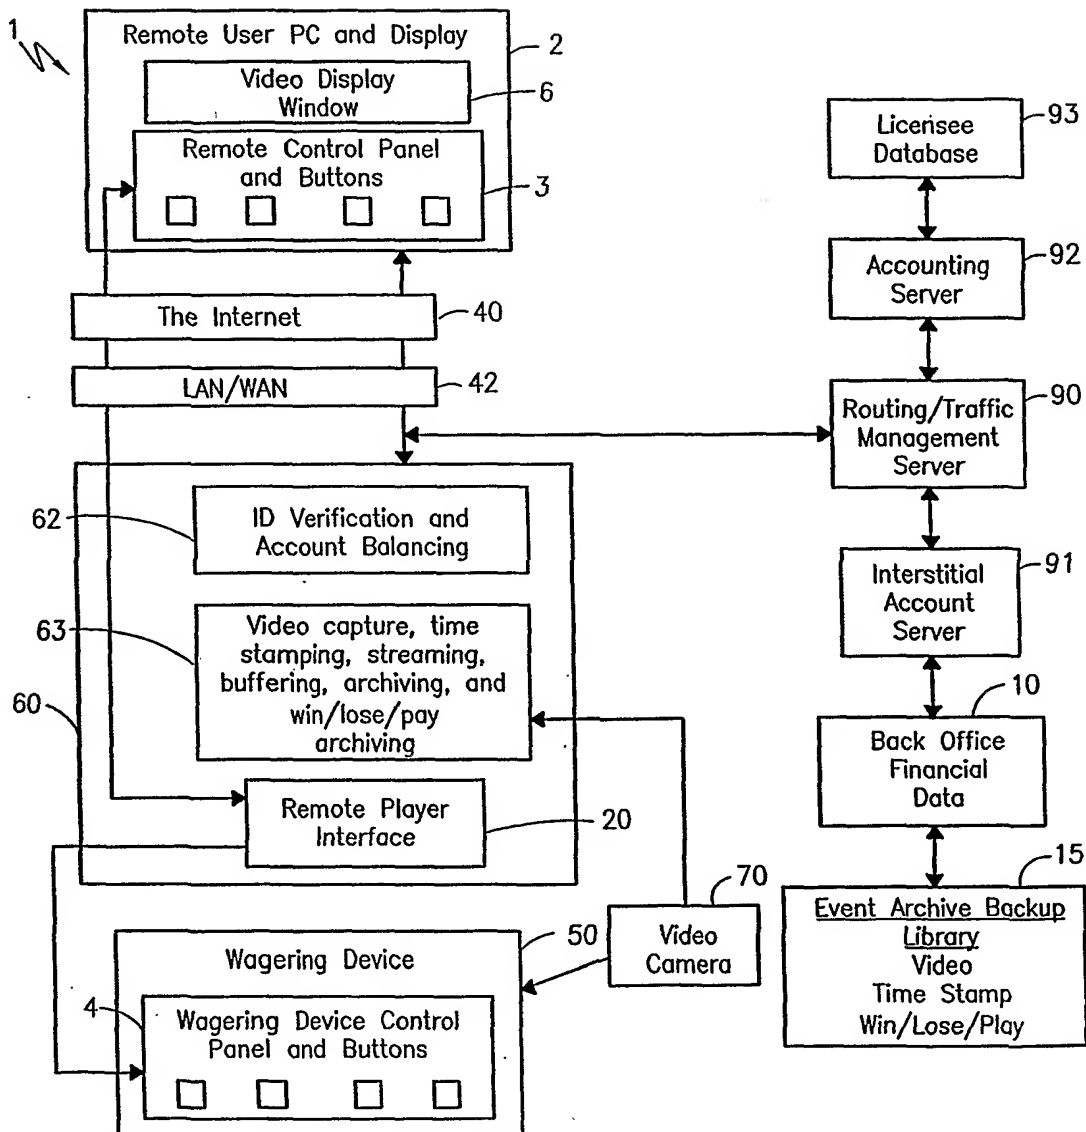 1
Remote User PC and Display
2
Video Display
Window
6
Remote Control Panel
and Buttons
3
The Internet
40
LAN/WAN
42
62
ID Verification and
Account Balancing
63
Video capture, time
stamping, streaming,
buffering, archiving, and
win/lose/pay
archiving
60
Remote Player
Interface
20
70
Video
Camera
50
Wagering Device
4
Wagering Device Control
Panel and Buttons
93
Licensee
Database
92
Accounting
Server
90
Routing/Traffic
Management
Server
91
Interstitial
Account
Server
10
Back Office
Financial
Data
15
Event Archive Backup
Library
Video
Time Stamp
Win/Lose/Play